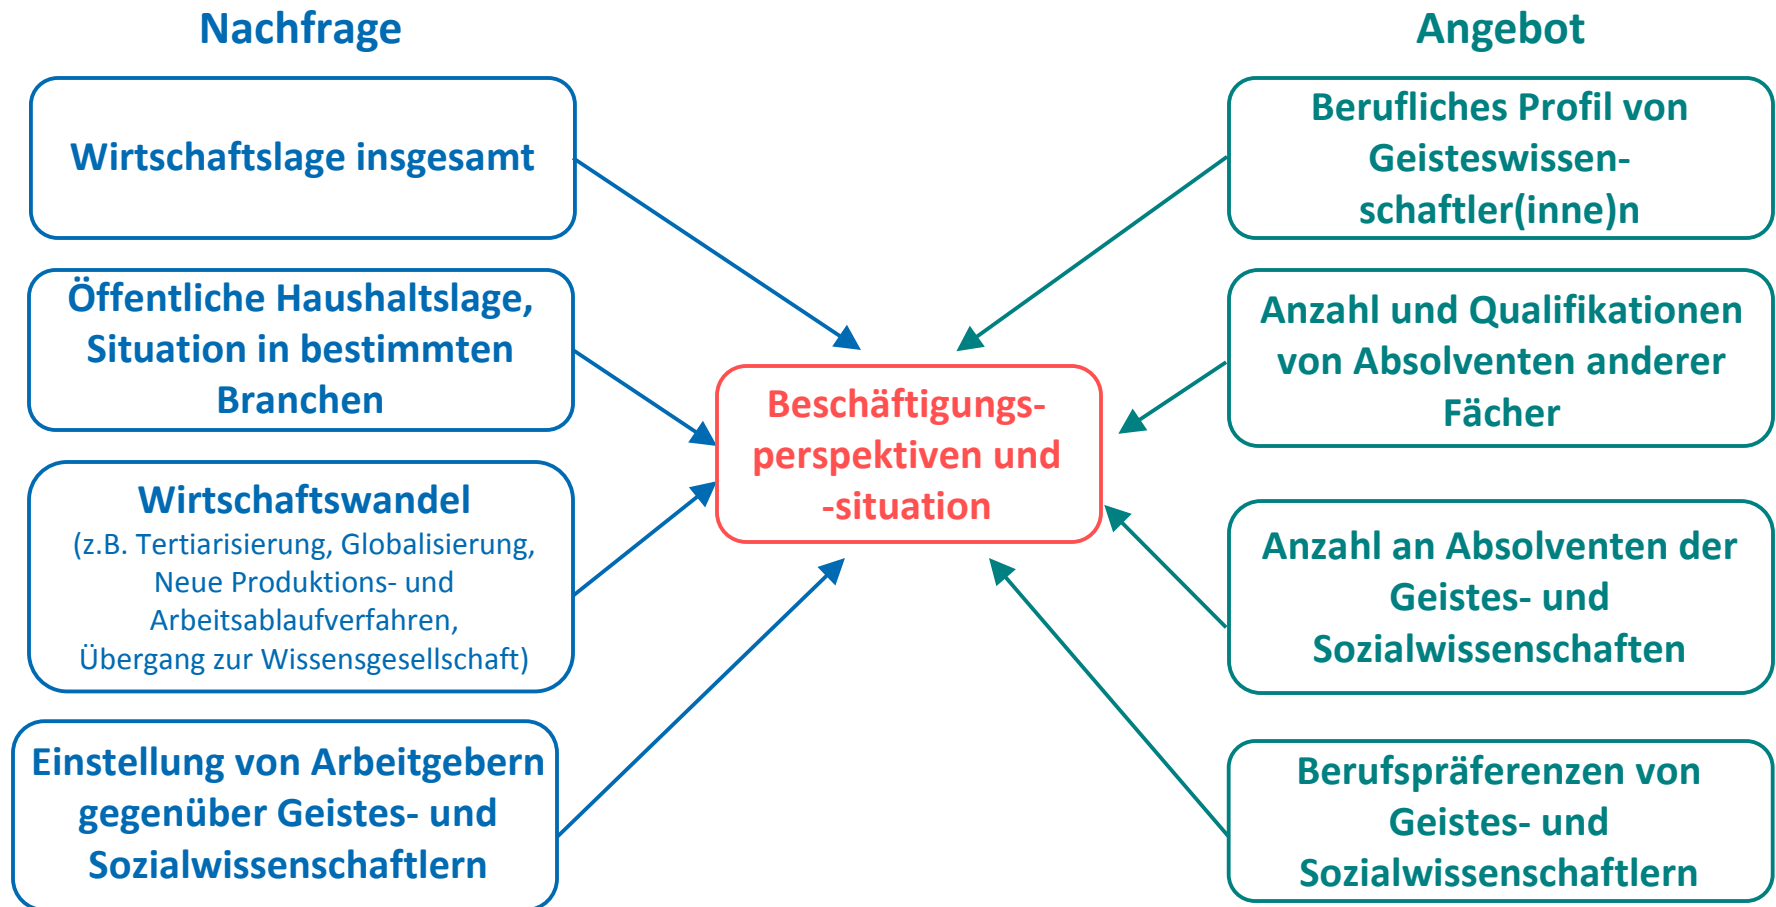 Nachfrage
Wirtschaftslage insgesamt
Öffentliche Haushaltslage,
Situation in bestimmten
Branchen
Wirtschaftswandel
(z.B. Tertiarisierung, Globalisierung,
Neue Produktions- und
Arbeitsablaufverfahren,
Übergang zur Wissensgesellschaft)
Einstellung von Arbeitgebern
gegenüber Geistes- und
Sozialwissenschaftlern
Beschäftigungs-
perspektiven und
-situation
Angebot
Berufliches Profil von
Geisteswissen-
schaftler(inne)n
Anzahl und Qualifikationen
von Absolventen anderer
Fächer
Anzahl an Absolventen der
Geistes- und
Sozialwissenschaften
Berufspräferenzen von
Geistes- und
Sozialwissenschaftlern